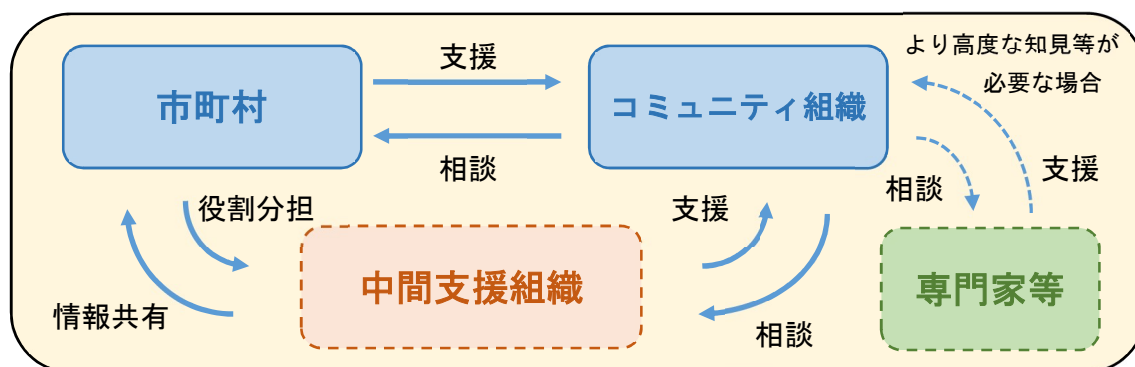 市町村
支援
相談
コミュニティ組織
より高度な知見等が
必要な場合
相談
支援
役割分担
情報共有
中間支援組織
支援
相談
専門家等